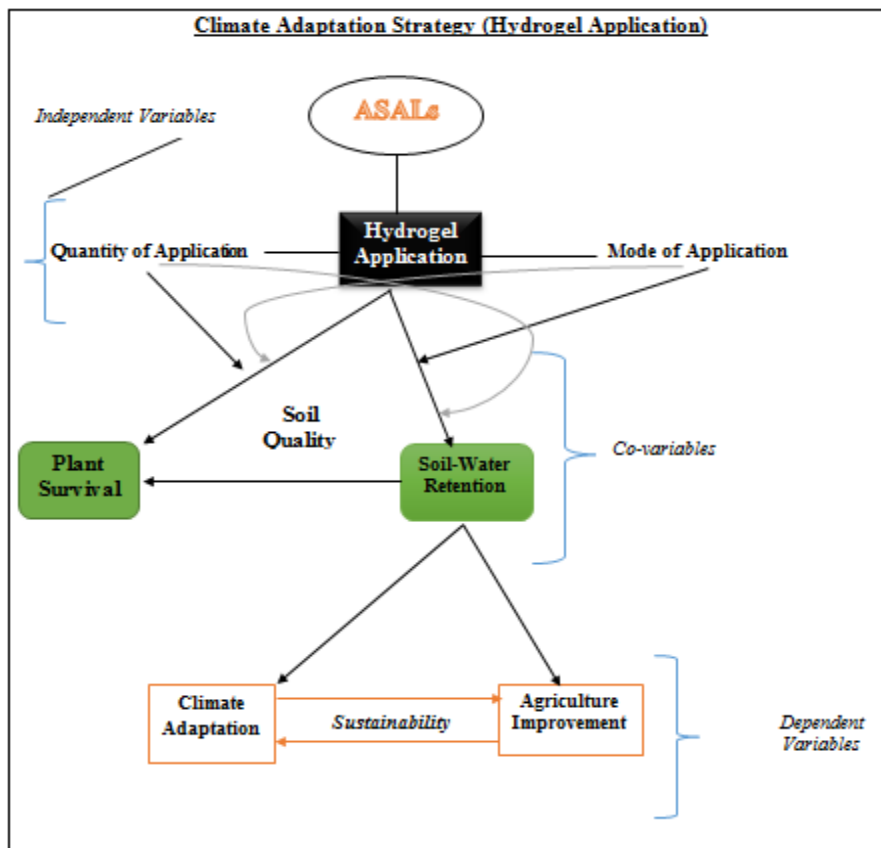 Climate Adaptation Strategy (Hydrogel Application)
ASALs
Independent Variables
Hydrogel
Application
Quantity of Application
Mode of Application
Soil
Quality
Co-variables
Plant
Survival
Soil-Water
Retention
Climate
Adaptation
Sustainability
Agriculture
Improvement
Dependent
Variables